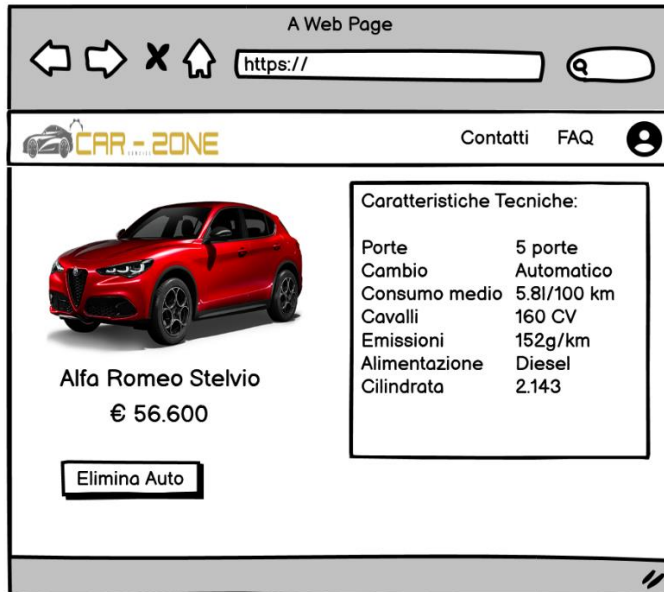 A Web Page
https://
CAR - ZONE
Contatti FAQ
Caratteristiche Tecniche:
Porte 5 porte
Cambio Automatico
Consumo medio 5.8l/100 km
Cavalli 160 CV
Emissioni 152g/km
Alimentazione Diesel
Cilindrata 2.143
Alfa Romeo Stelvio
€ 56.600
Elimina Auto